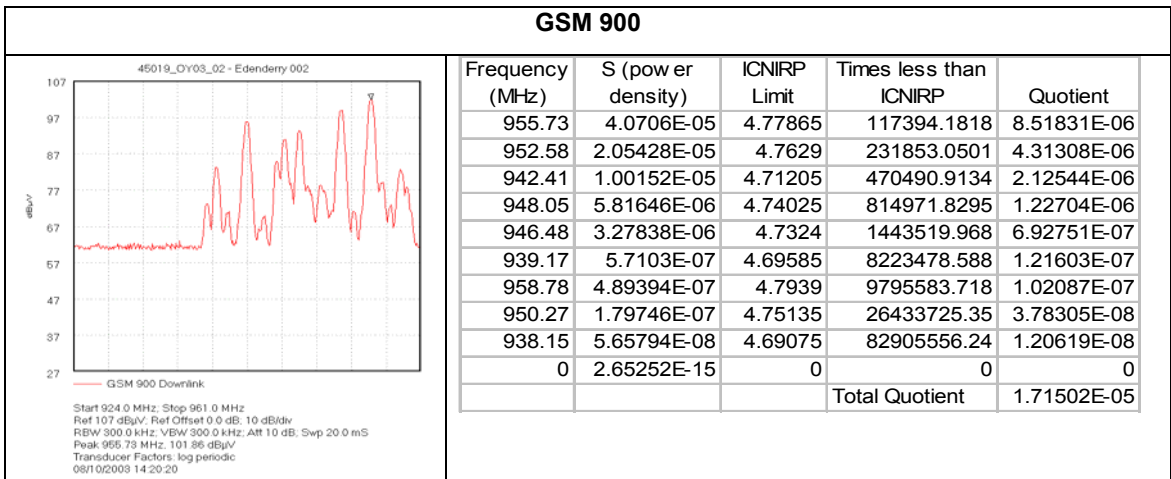 GSM 900
45019_OY03_02 - Edenderry 002
107
97
87
77
67
57
47
37
27
dBµV
GSM 900 Downlink
Start 924.0 MHz; Stop 961.0 MHz
Ref 107 dBµV; Ref Offset 0.0 dB; 10 dB/div
RBW 300.0 kHz; VBW 300.0 kHz; Att 10 dB; Swp 20.0 mS
Peak 955.73 MHz, 101.86 dBµV
Transducer Factors: log periodic
08/10/2003 14:20:20
Frequency (MHz) S (power density) ICNIRP Limit Times less than ICNIRP Quotient
955.73 4.0706E-05 4.77865 117394.1818 8.51831E-06
952.58 2.05428E-05 4.7629 231853.0501 4.31308E-06
942.41 1.00152E-05 4.71205 470490.9134 2.12544E-06
948.05 5.81646E-06 4.74025 814971.8295 1.22704E-06
946.48 3.27838E-06 4.7324 1443519.968 6.92751E-07
939.17 5.7103E-07 4.69585 8223478.588 1.21603E-07
958.78 4.89394E-07 4.7939 9795583.718 1.02087E-07
950.27 1.79746E-07 4.75135 26433725.35 3.78305E-08
938.15 5.65794E-08 4.69075 82905556.24 1.20619E-08
0 2.65252E-15 0 0 0
Total Quotient 1.71502E-05